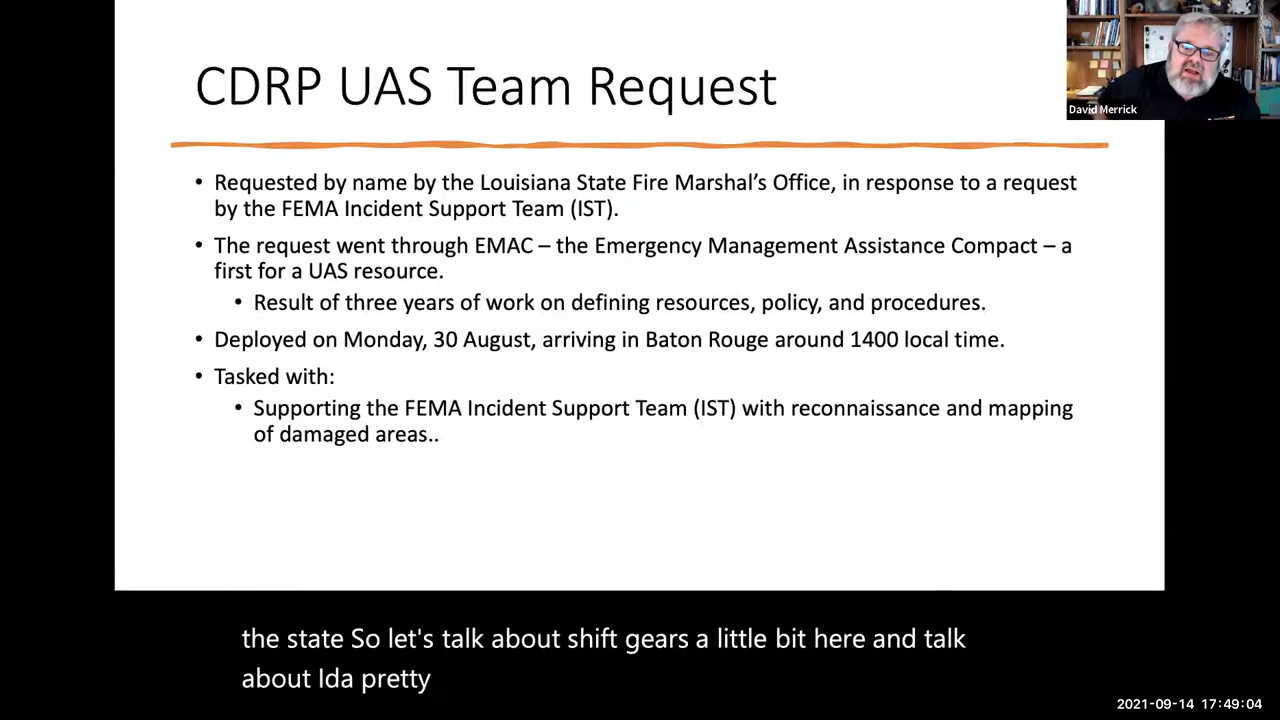 CDRP UAS Team Request
David Merrick
• Requested by name by the Louisiana State Fire Marshal’s Office, in response to a request
by the FEMA Incident Support Team (IST).
• The request went through EMAC – the Emergency Management Assistance Compact – a
first for a UAS resource.
• Result of three years of work on defining resources, policy, and procedures.
• Deployed on Monday, 30 August, arriving in Baton Rouge around 1400 local time.
• Tasked with:
• Supporting the FEMA Incident Support Team (IST) with reconnaissance and mapping
of damaged areas..
the state So let's talk about shift gears a little bit here and talk
about Ida pretty
2021-09-14 17:49:04